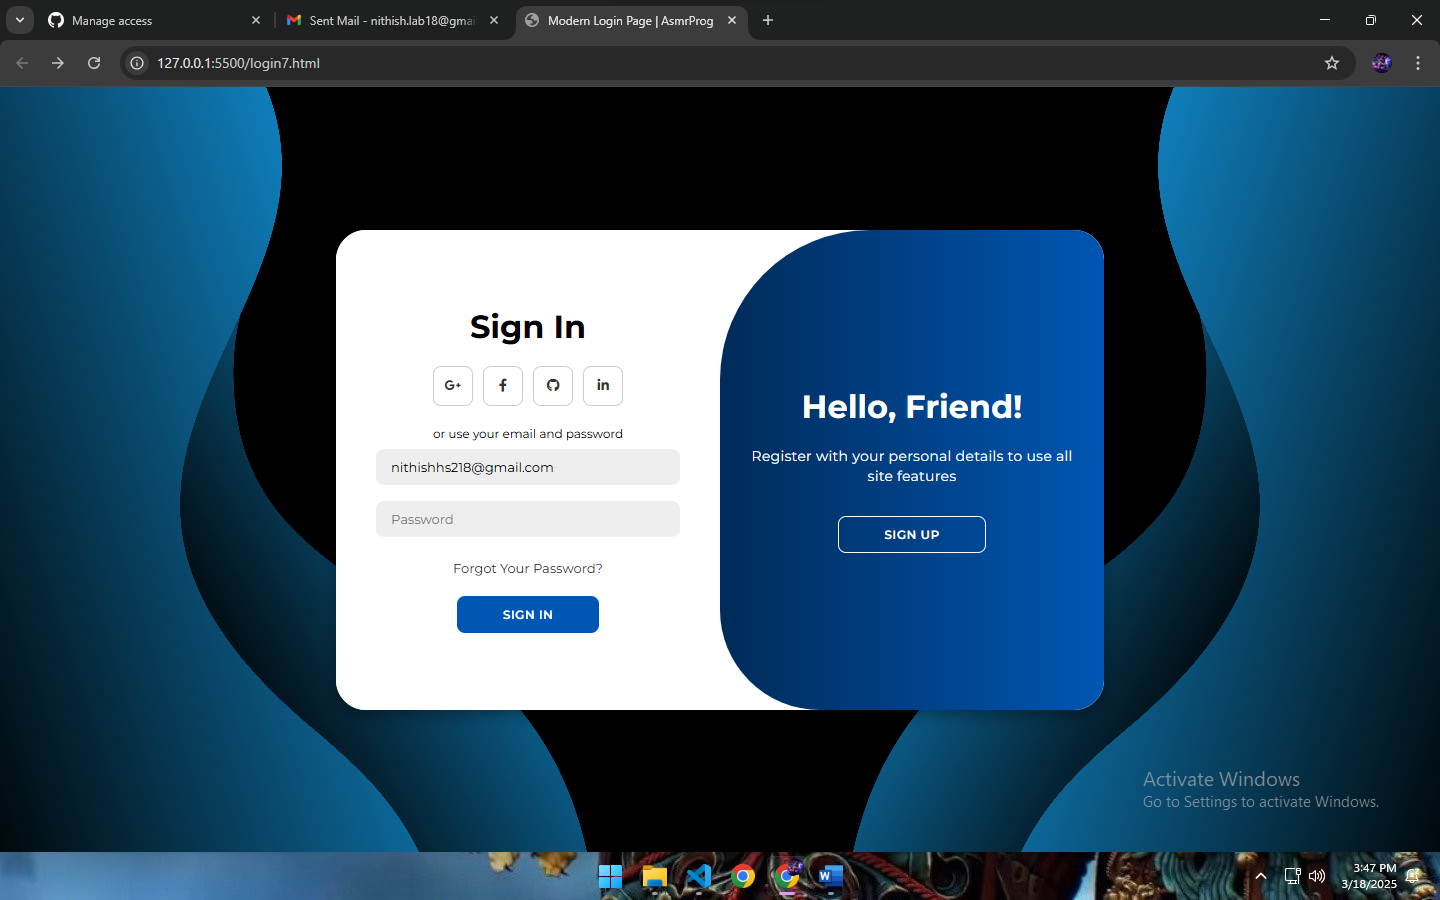 Manage access
Sent Mail - nithish.lab18@gmai
Modern Login Page | AsmrProg
127.0.0.1:5500/login7.html
Sign In
G+
f
in
or use your email and password
nithishhs218@gmail.com
Password
Forgot Your Password?
SIGN IN
Hello, Friend!
Register with your personal details to use all
site features
SIGN UP
Activate Windows
Go to Settings to activate Windows.
W
3:47 PM
3/18/2025